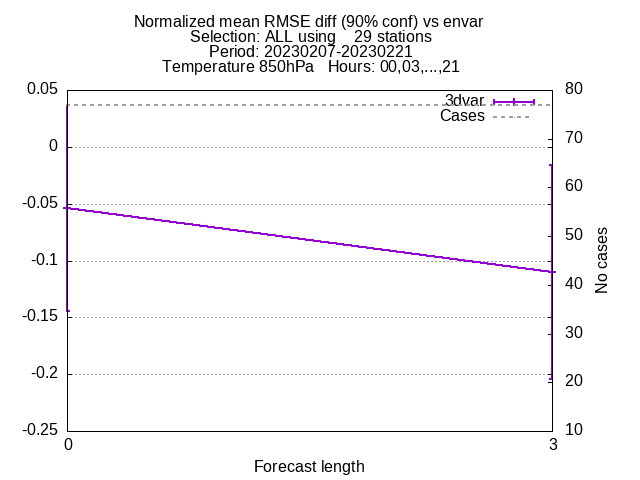 Normalized mean RMSE diff (90% conf) vs envar
Selection: ALL using    29 stations
Period: 20230207-20230221
Temperature 850hPa   Hours: 00,03,...,21
0.05
0
-0.05
-0.1
-0.15
-0.2
-0.25
3dvar
Cases
80
70
60
50
40
30
20
10
No cases
0
3
Forecast length